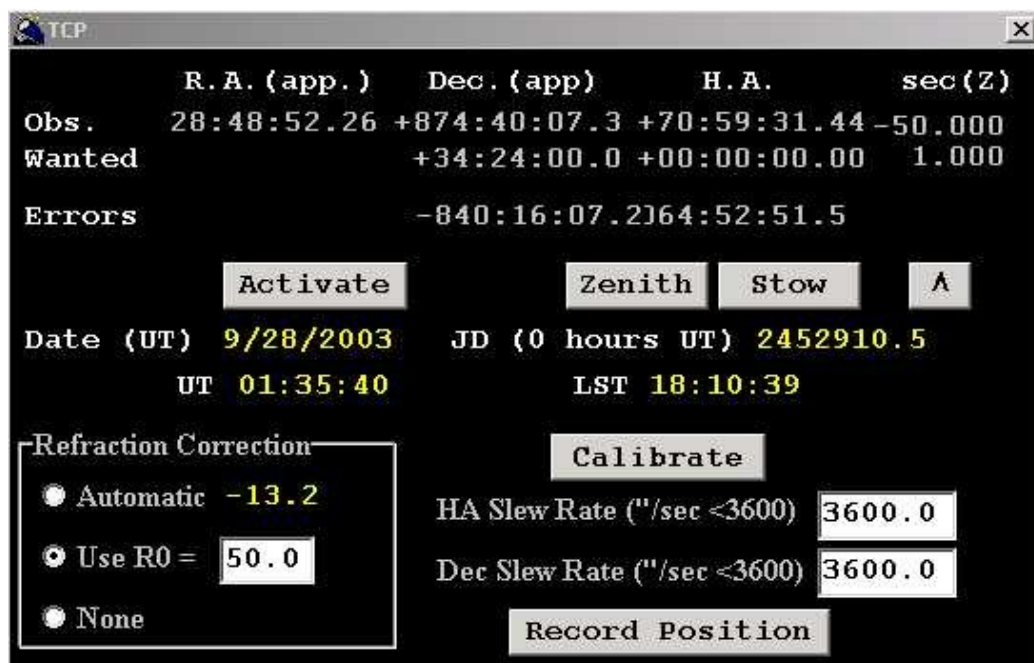 TCP
R.A.(app.) Dec.(app) H.A. sec(Z)
Obs. 28:48:52.26 +874:40:07.3 +70:59:31.44 -50.000
Wanted +34:24:00.0 +00:00:00.00 1.000
Errors -840:16:07.2 64:52:51.5
Activate Zenith Stow Λ
Date (UT) 9/28/2003 JD (0 hours UT) 2452910.5
UT 01:35:40 LST 18:10:39
Refraction Correction
Calibrate
Automatic -13.2
HA Slew Rate ("/sec <3600) 3600.0
Use R0 = 50.0
Dec Slew Rate ("/sec <3600) 3600.0
None
Record Position